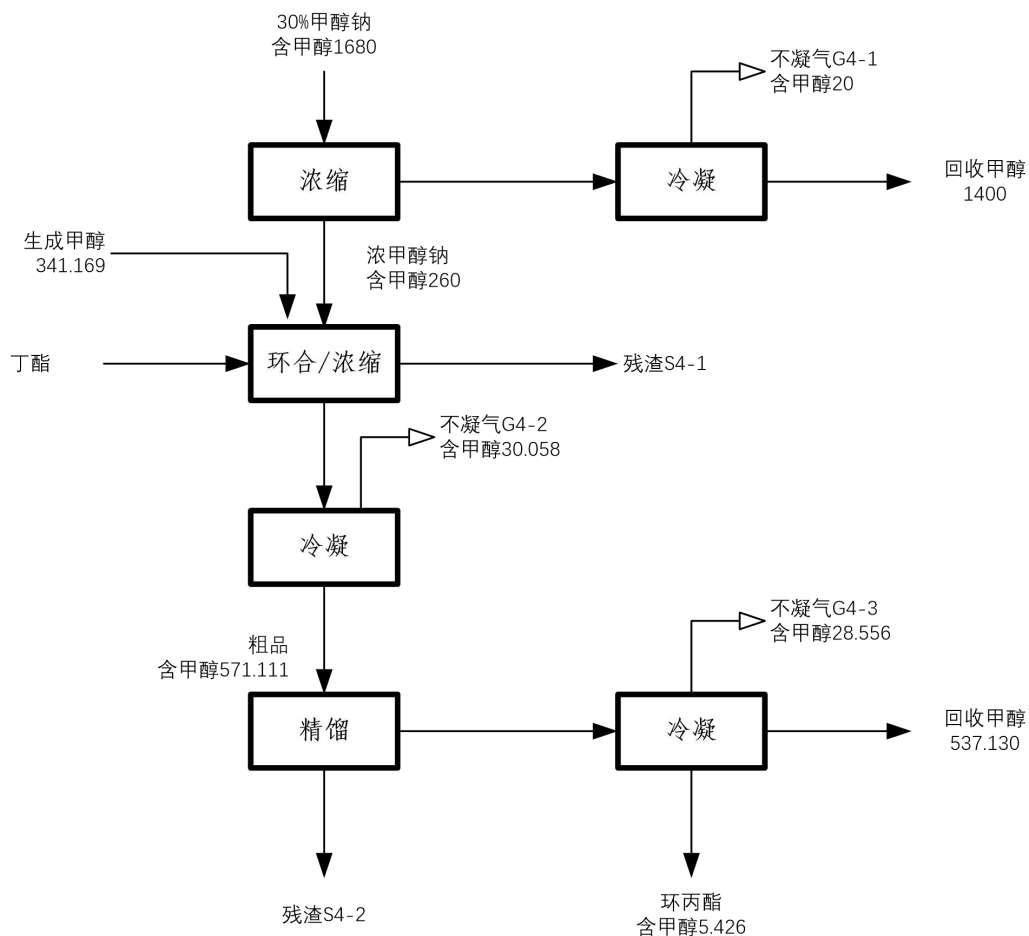 30%甲醇钠
含甲醇1680
不凝气G4-1
含甲醇20
浓缩
冷凝
回收甲醇
1400
生成甲醇
341.169
浓甲醇钠
含甲醇260
丁酯
环合/浓缩
残渣S4-1
不凝气G4-2
含甲醇30.058
冷凝
不凝气G4-3
含甲醇28.556
粗品
含甲醇571.111
精馏
冷凝
回收甲醇
537.130
残渣S4-2
环丙酯
含甲醇5.426